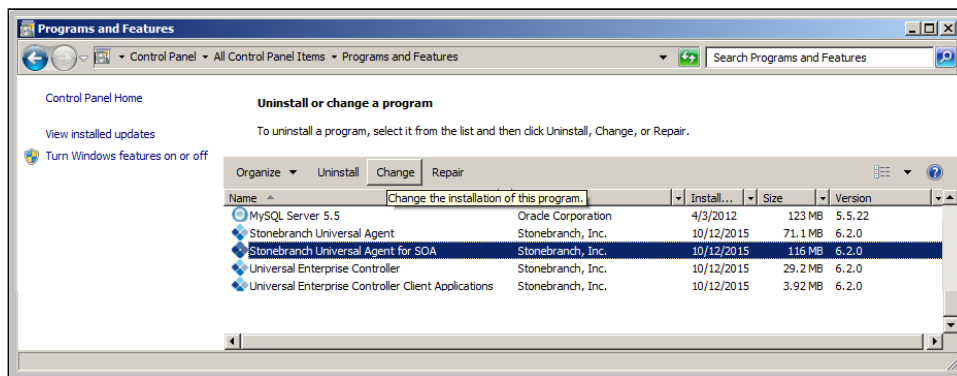 Programs and Features
Control Panel All Control Panel Items Programs and Features Search Programs and Features
Control Panel Home
View installed updates
Turn Windows features on or off
Uninstall or change a program
To uninstall a program, select it from the list and then click Uninstall, Change, or Repair.
Organize Uninstall Change Repair
Name Install... Size Version
Change the installation of this program.
MySQL Server 5.5 Oracle Corporation 4/3/2012 123 MB 5.5.22
Stonebranch Universal Agent Stonebranch, Inc. 10/12/2015 71.1 MB 6.2.0
Stonebranch Universal Agent for SOA Stonebranch, Inc. 10/12/2015 116 MB 6.2.0
Universal Enterprise Controller Stonebranch, Inc. 10/12/2015 29.2 MB 6.2.0
Universal Enterprise Controller Client Applications Stonebranch, Inc. 10/12/2015 3.92 MB 6.2.0